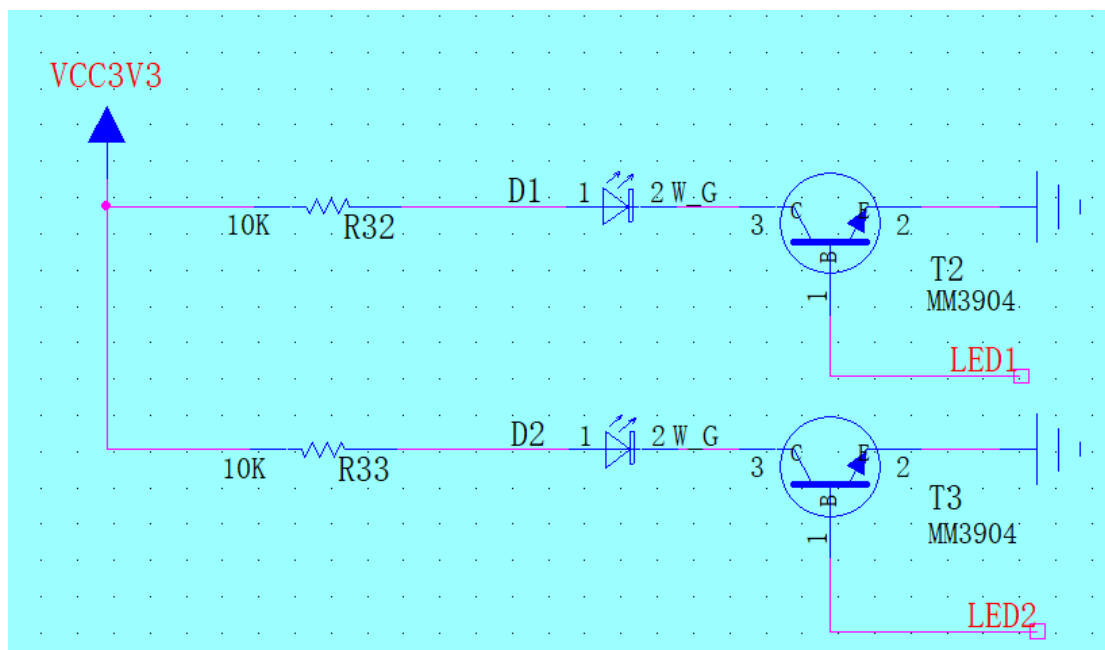 VCC3V3
D1 1 2 W_G
10K R32 3 C E 2
B
T2
1 MM3904
LED1
D2 1 2 W_G
10K R33 3 C E 2
B
T3
1 MM3904
LED2